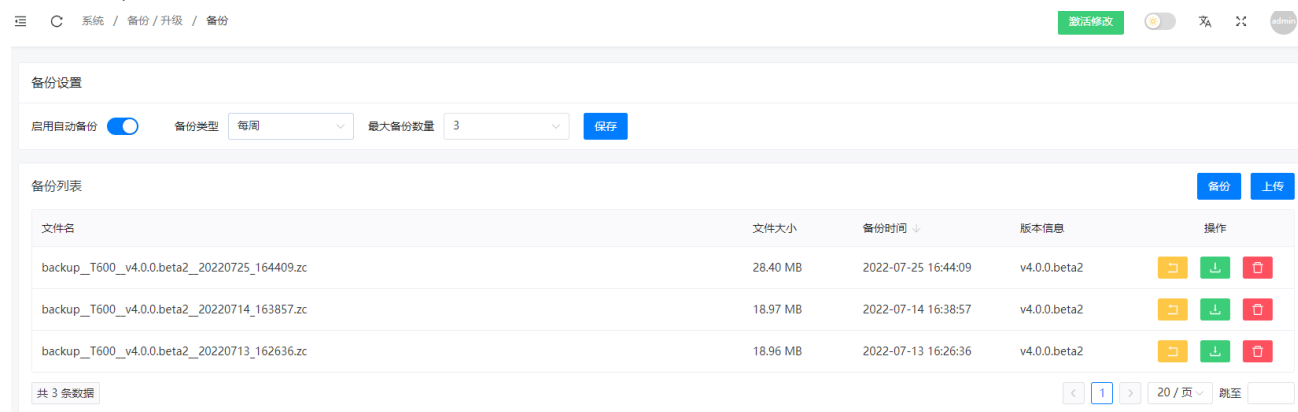 系统 / 备份 / 升级 / 备份 激活修改 admin
备份设置
启用自动备份 备份类型 每周 最大备份数量 3 保存
备份列表 备份 上传
文件名 文件大小 备份时间 版本信息 操作
backup__T600__v4.0.0.beta2__20220725_164409.zc 28.40 MB 2022-07-25 16:44:09 v4.0.0.beta2
backup__T600__v4.0.0.beta2__20220714_163857.zc 18.97 MB 2022-07-14 16:38:57 v4.0.0.beta2
backup__T600__v4.0.0.beta2__20220713_162636.zc 18.96 MB 2022-07-13 16:26:36 v4.0.0.beta2
共 3 条数据 1 20 / 页 跳至